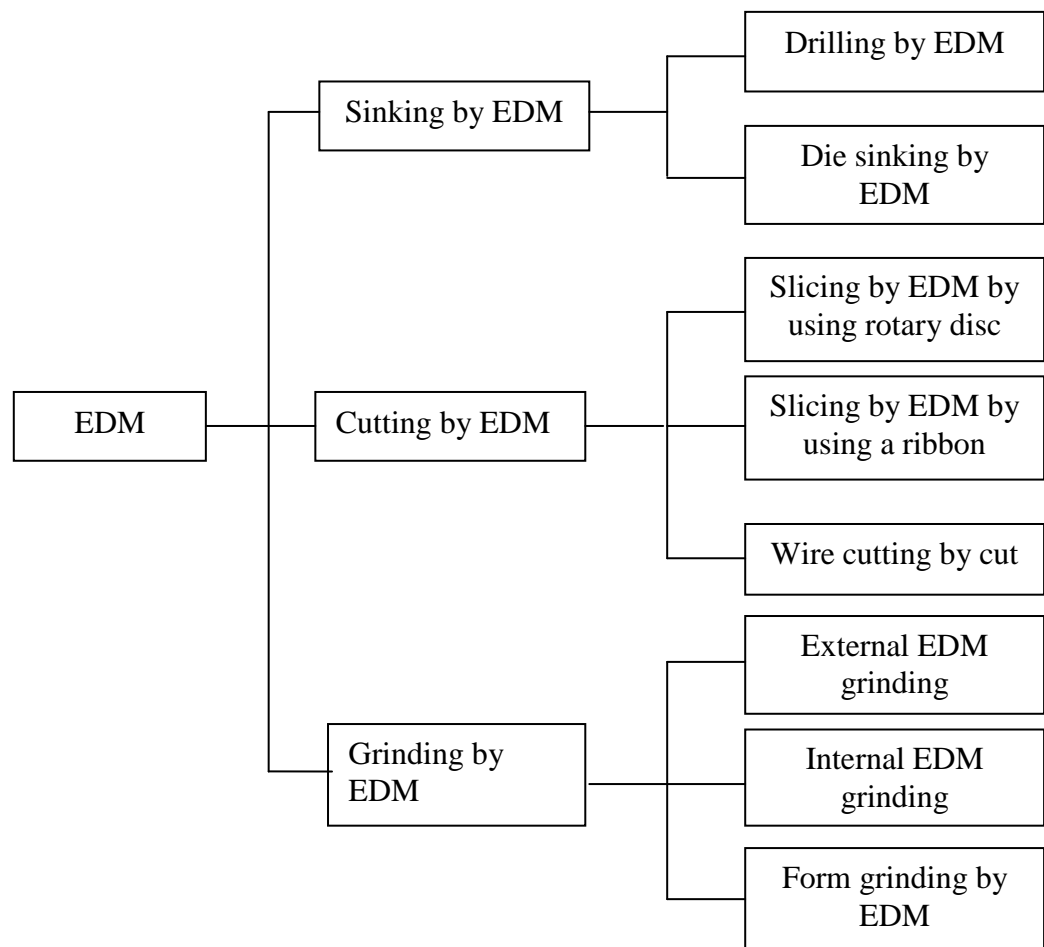 EDM
Sinking by EDM
Drilling by EDM
Die sinking by
EDM
Cutting by EDM
Slicing by EDM by
using rotary disc
Slicing by EDM by
using a ribbon
Wire cutting by cut
Grinding by
EDM
External EDM
grinding
Internal EDM
grinding
Form grinding by
EDM